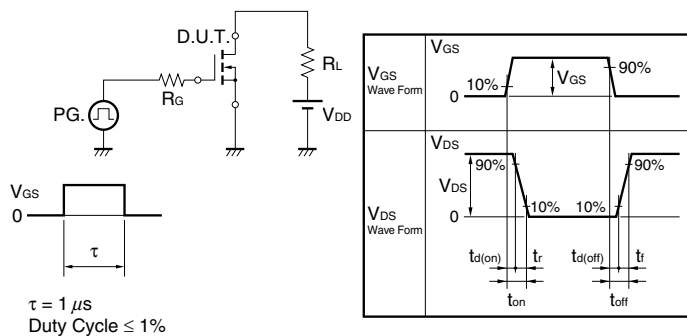 D.U.T.
RL
RG
PG.
VDD
VGS
0
τ
τ = 1 μs
Duty Cycle ≤ 1%
VGS
Wave Form
VGS
10%
VGS
90%
0
VDS
Wave Form
VDS
90%
90%
VDS
10%
10%
0
td(on)
tr
td(off)
tf
ton
toff